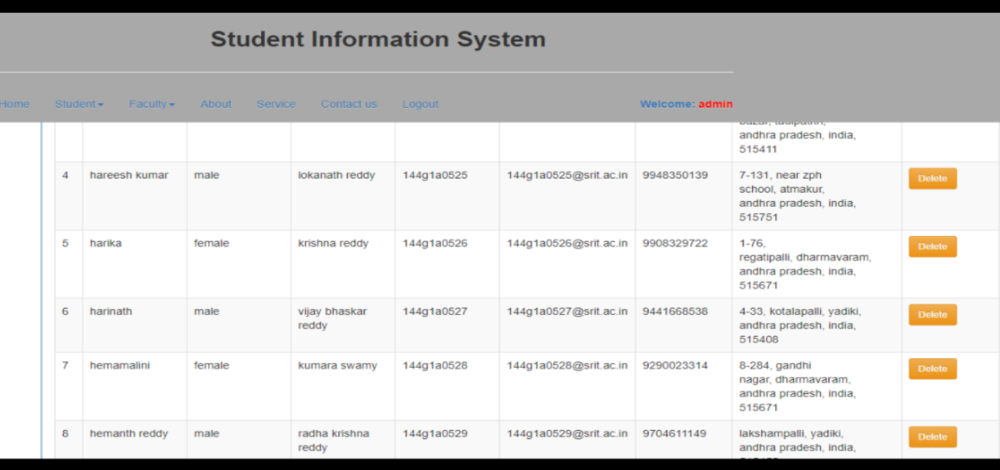 Student Information System
Home Student Faculty About Service Contact us Logout Welcome: admin
andhra pradesh, india,
515411
4 hareesh kumar male lokanath reddy 144g1a0525 144g1a0525@srit.ac.in 9948350139 7-131, near zph Delete
school, atmakur,
andhra pradesh, india,
515751
5 harika female krishna reddy 144g1a0526 144g1a0526@srit.ac.in 9908329722 1-76, Delete
regatipalli, dharmavaram,
andhra pradesh, india,
515671
6 harinath male vijay bhaskar 144g1a0527 144g1a0527@srit.ac.in 9441668538 4-33, kotalapalli, yadiki, Delete
reddy andhra pradesh, india,
515408
7 hemamalini female kumara swamy 144g1a0528 144g1a0528@srit.ac.in 9290023314 8-284, gandhi Delete
nagar, dharmavaram,
andhra pradesh, india,
515671
8 hemanth reddy male radha krishna 144g1a0529 144g1a0529@srit.ac.in 9704611149 lakshampalli, yadiki, Delete
reddy andhra pradesh, india,